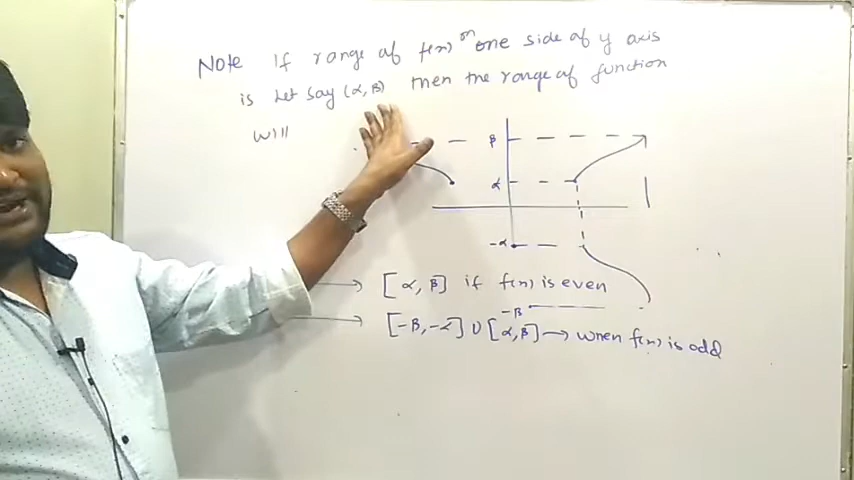 Note If range of f(x) on one side of y axis
is Let say (α, β) then the range of function
will
β
α
-α
-β
[α, β] if f(x) is even
[-β, -α] ∪ [α, β] → when f(x) is odd